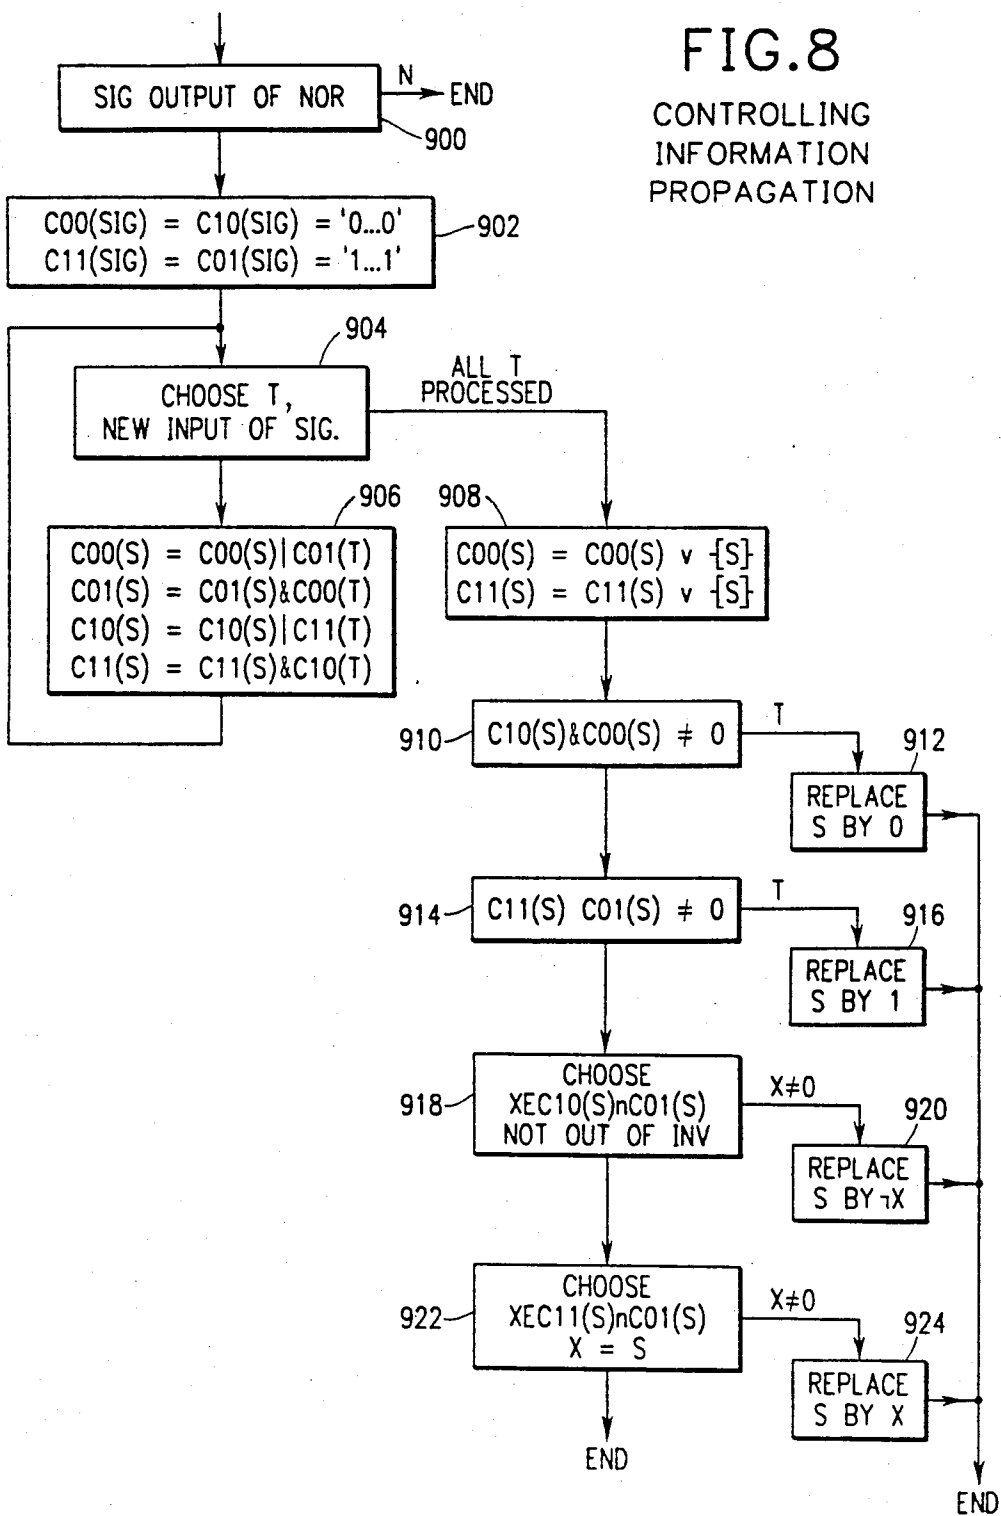 FIG.8
CONTROLLING
INFORMATION
PROPAGATION
SIG OUTPUT OF NOR
N
END
900
C00(SIG) = C10(SIG) = '0...0'
C11(SIG) = C01(SIG) = '1...1'
902
904
CHOOSE T,
NEW INPUT OF SIG.
ALL T
PROCESSED
906
C00(S) = C00(S)|C01(T)
C01(S) = C01(S)&C00(T)
C10(S) = C10(S)|C11(T)
C11(S) = C11(S)&C10(T)
908
C00(S) = C00(S) v {S}
C11(S) = C11(S) v {S}
910
C10(S)&C00(S) ≠ 0
T
912
REPLACE
S BY 0
914
C11(S) C01(S) ≠ 0
T
916
REPLACE
S BY 1
918
CHOOSE
XEC10(S)nC01(S)
NOT OUT OF INV
X≠0
920
REPLACE
S BY ¬X
922
CHOOSE
XEC11(S)nC01(S)
X = S
X≠0
924
REPLACE
S BY X
END
END